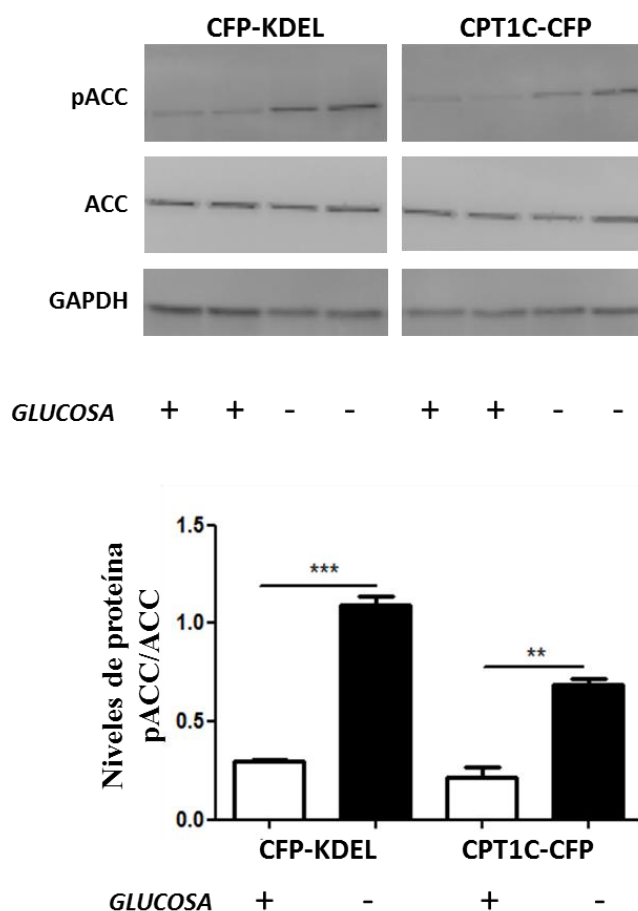 CFP-KDEL CPT1C-CFP
pACC
ACC
GAPDH
GLUCOSA + + - - + + - -
Niveles de proteína
pACC/ACC
1.5
1.0
0.5
0.0
***
**
CFP-KDEL CPT1C-CFP
GLUCOSA + - + -